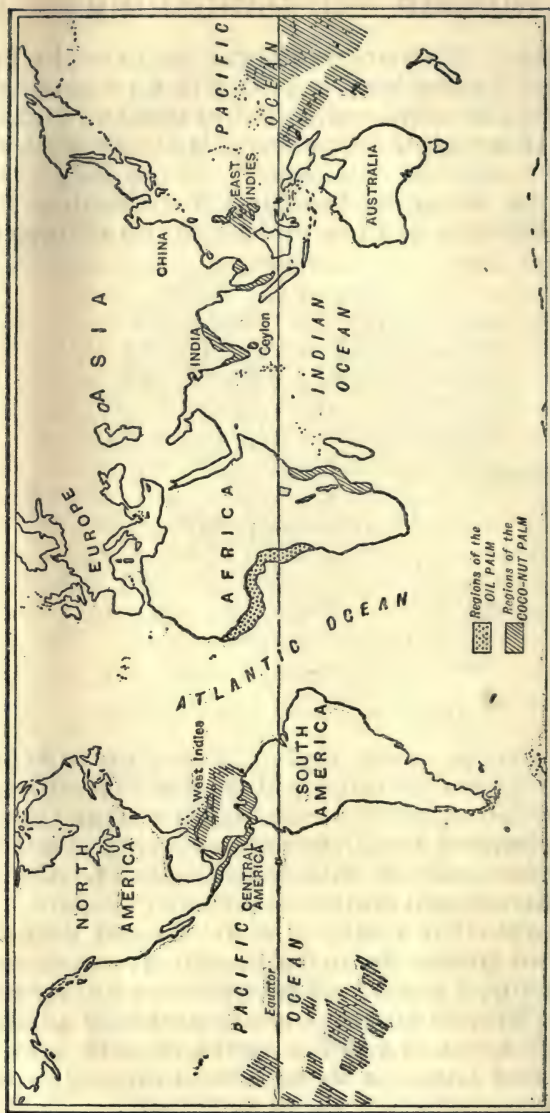 NORTH
AMERICA
West Indies
CENTRAL
AMERICA
SOUTH
AMERICA
PACIFIC
Equator
OCEAN
ATLANTIC OCEAN
EUROPE
ASIA
AFRICA
INDIA
Ceylon
CHINA
EAST
INDIES
PACIFIC
OCEAN
INDIAN
OCEAN
AUSTRALIA
Regions of the
OIL PALM
Regions of the
COCO-NUT PALM